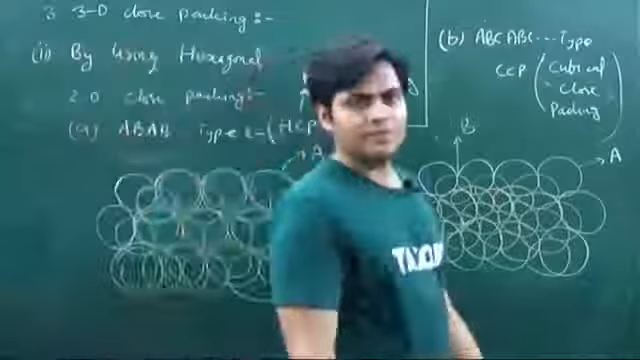 3 3-D close packing :-
(ii) By Using Hexagonal
2-D close packing:-
(a) ABAB Type :- (HCP
A
(b) ABCABC... Type
CCP (Cubical
Close
Packing)
B
A